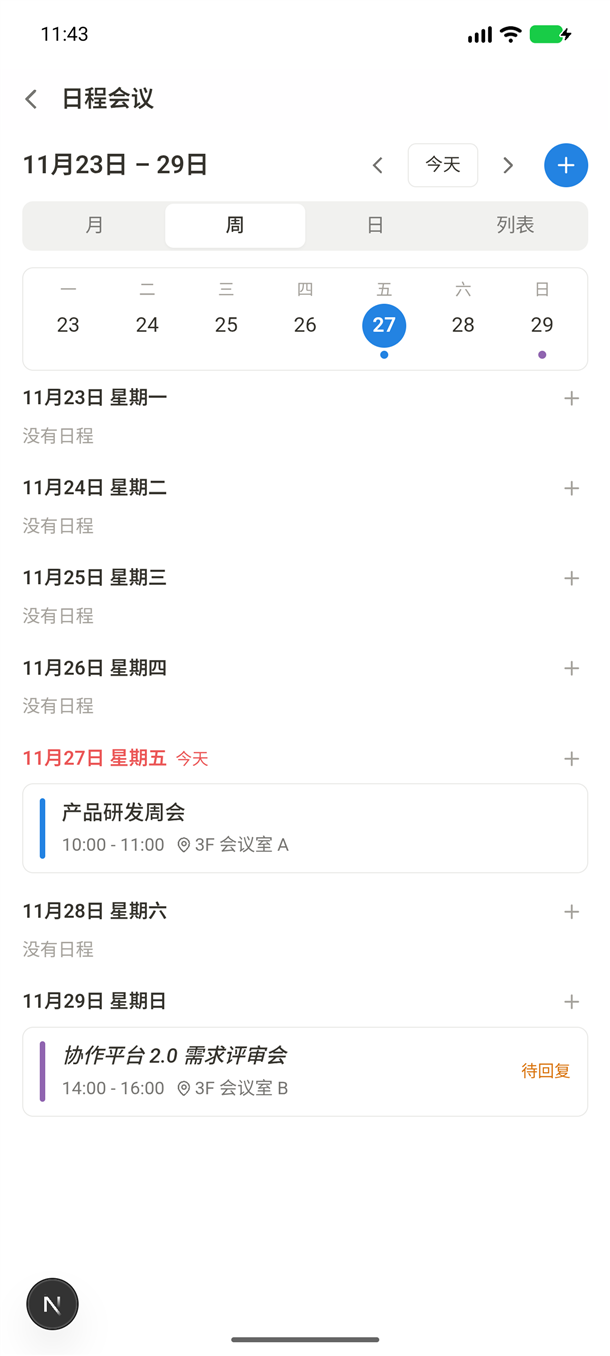 11:43
日程会议
11月23日 – 29日
今天
月 周 日 列表
一 二 三 四 五 六 日
23 24 25 26 27 28 29
11月23日 星期一
没有日程
11月24日 星期二
没有日程
11月25日 星期三
没有日程
11月26日 星期四
没有日程
11月27日 星期五 今天
产品研发周会
10:00 - 11:00 3F 会议室 A
11月28日 星期六
没有日程
11月29日 星期日
协作平台 2.0 需求评审会
14:00 - 16:00 3F 会议室 B
待回复
N